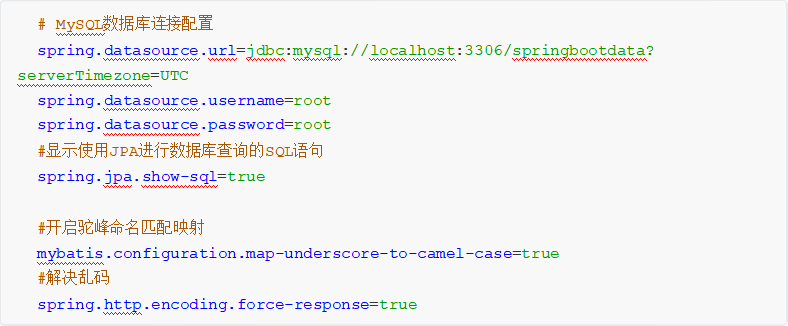 # MySQL数据库连接配置
spring.datasource.url=jdbc:mysql://localhost:3306/springbootdata?
serverTimezone=UTC
spring.datasource.username=root
spring.datasource.password=root
#显示使用JPA进行数据库查询的SQL语句
spring.jpa.show-sql=true
#开启驼峰命名匹配映射
mybatis.configuration.map-underscore-to-camel-case=true
#解决乱码
spring.http.encoding.force-response=true